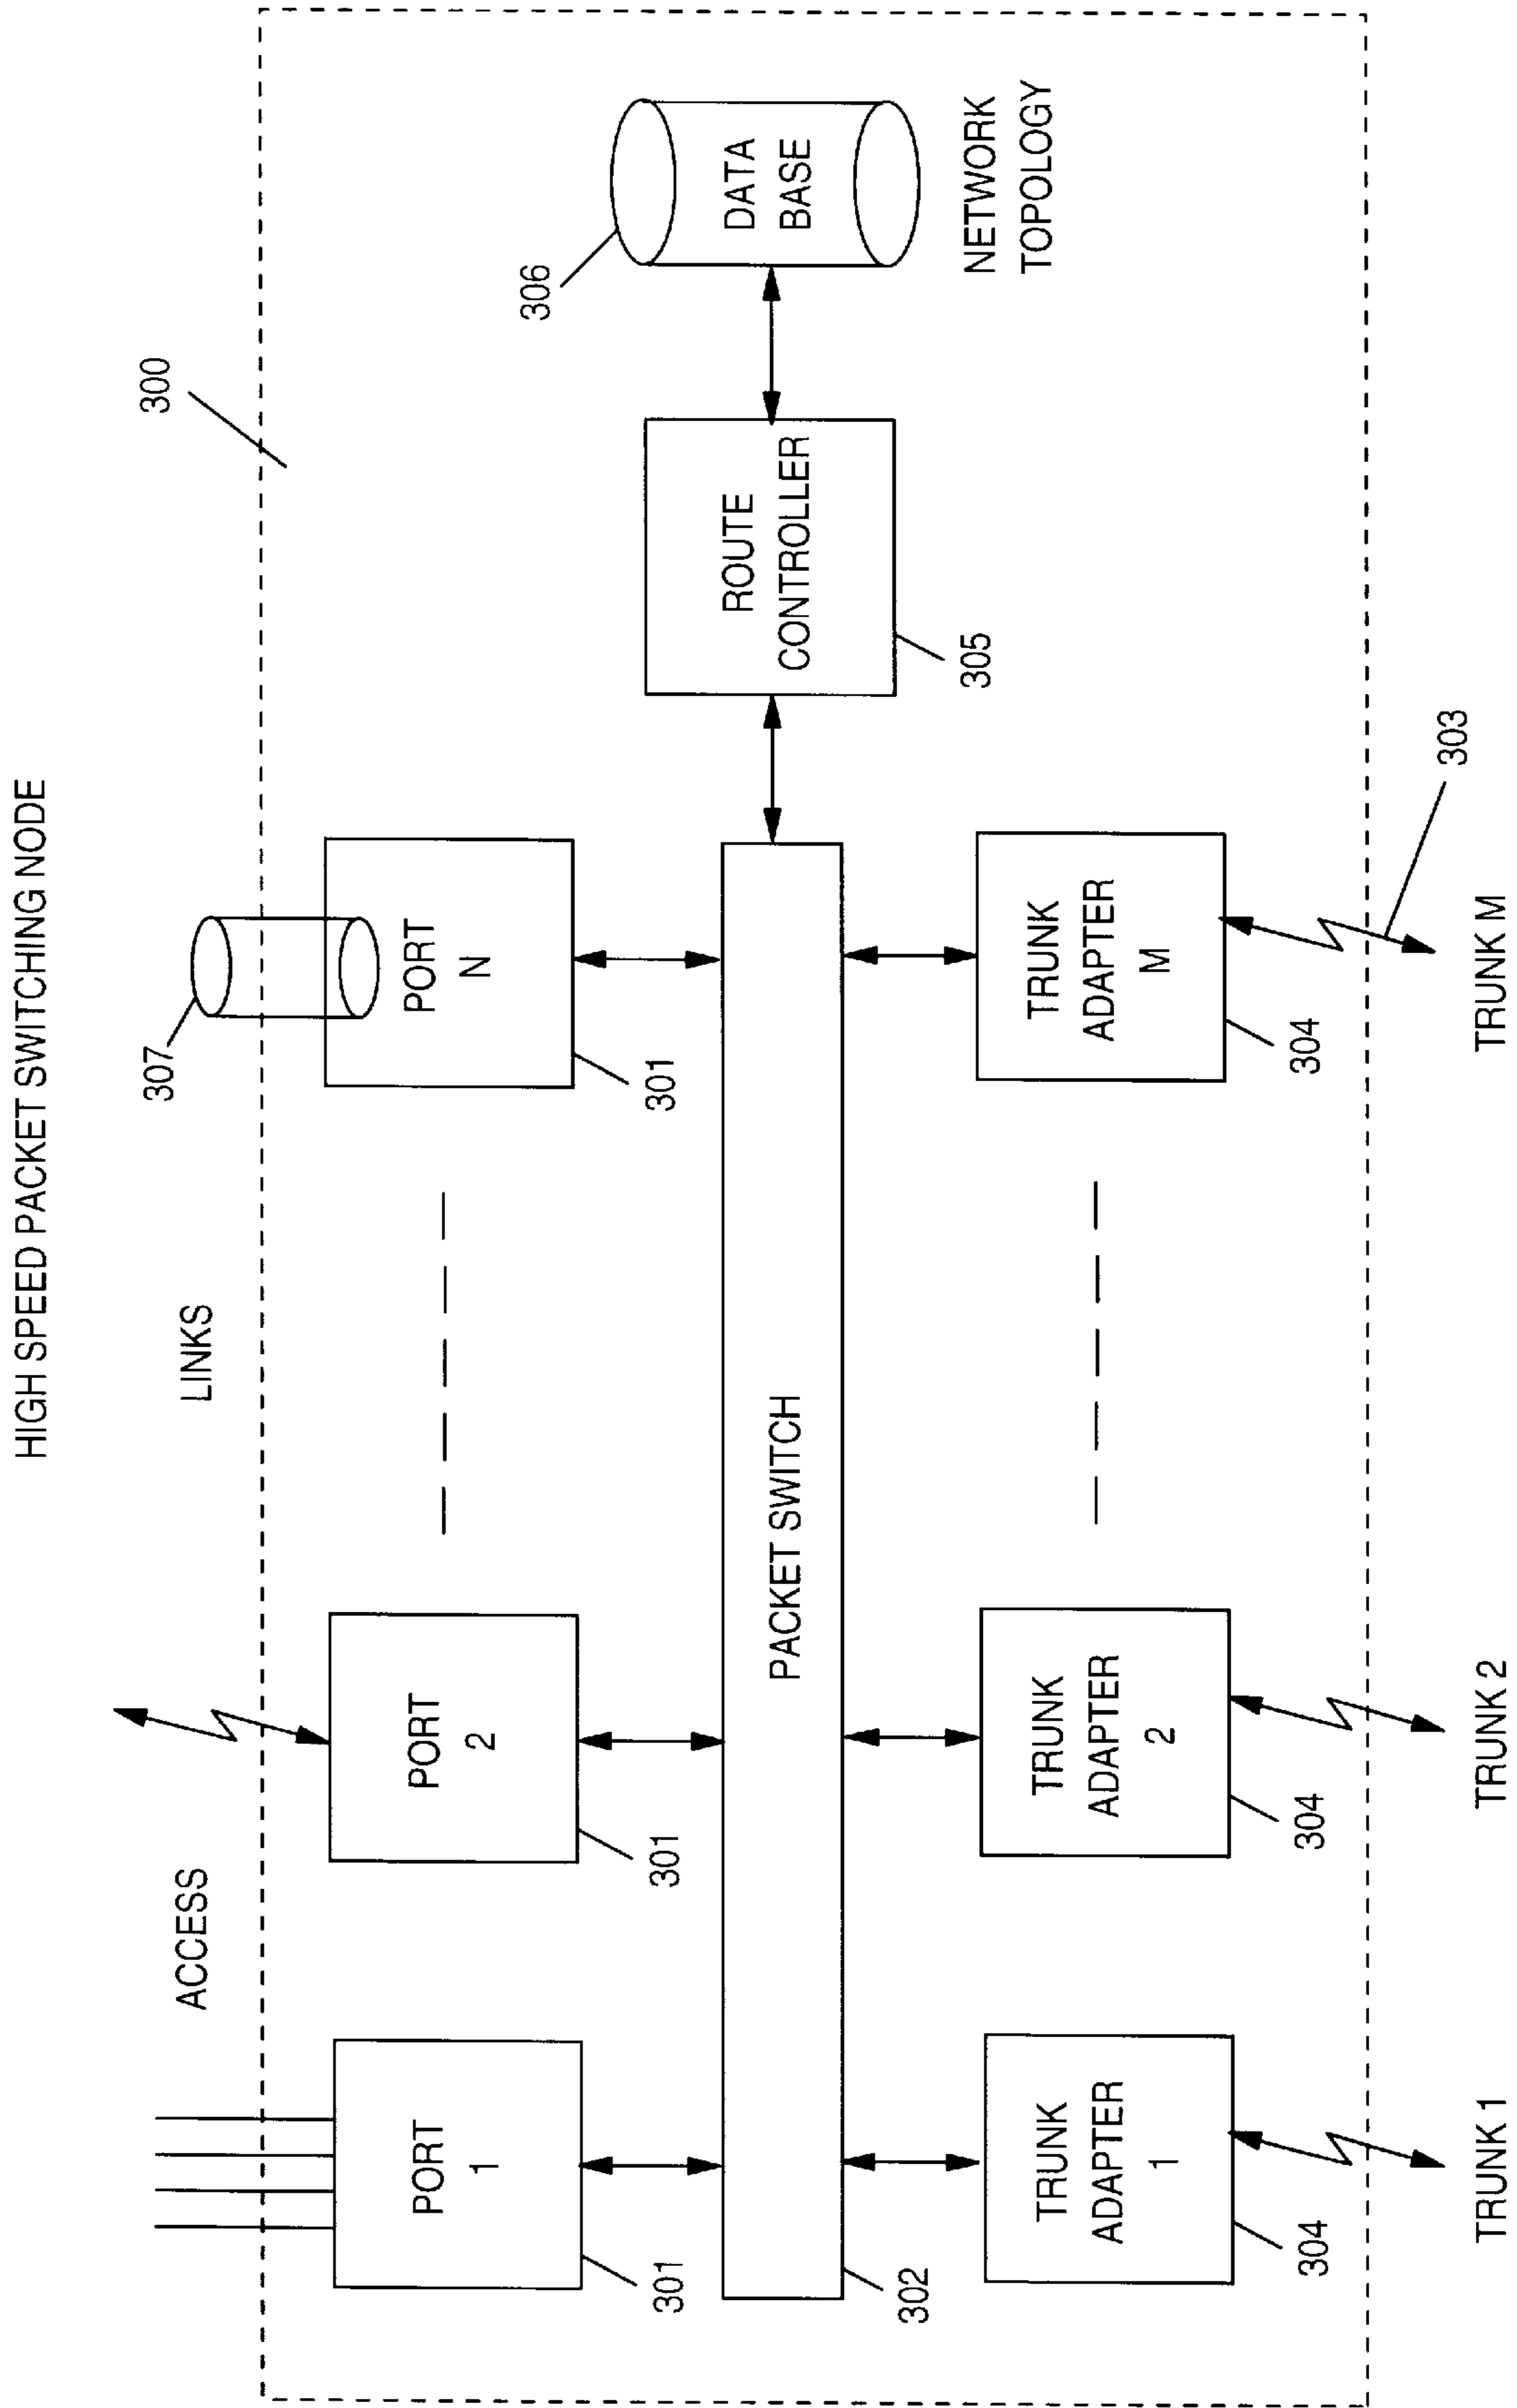 HIGH SPEED PACKET SWITCHING NODE
ACCESS
LINKS
307
300
PORT
1
PORT
2
PORT
N
301
301
301
306
PACKET SWITCH
302
ROUTE
CONTROLLER
305
DATA
BASE
NETWORK
TOPOLOGY
TRUNK
ADAPTER
1
TRUNK
ADAPTER
2
TRUNK
ADAPTER
M
304
304
304
303
TRUNK 1
TRUNK 2
TRUNK M